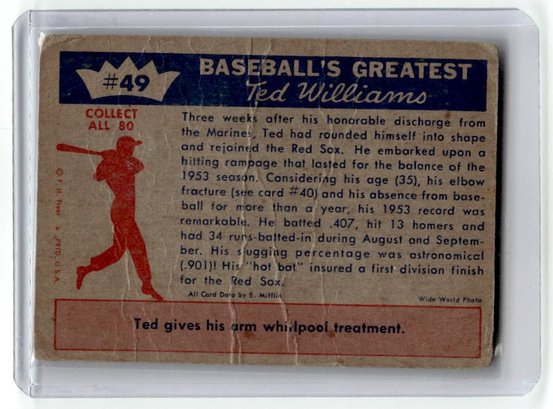 #49
BASEBALL'S GREATEST
Ted Williams
COLLECT
ALL 80
© F. H. Fleer ★ PRTD. U.S.A.
Three weeks after his honorable discharge from
the Marines, Ted had rounded himself into shape
and rejoined the Red Sox. He embarked upon a
hitting rampage that lasted for the balance of the
1953 season. Considering his age (35), his elbow
fracture (see card #40) and his absence from base-
ball for more than a year, his 1953 record was
remarkable. He batted .407, hit 13 homers and
had 34 runs-batted-in during August and Septem-
ber. His slugging percentage was astronomical
(.901)! His "hot bat" insured a first division finish
for the Red Sox.
All Card Data by E. Mifflin
Wide World Photo
Ted gives his arm whirlpool treatment.